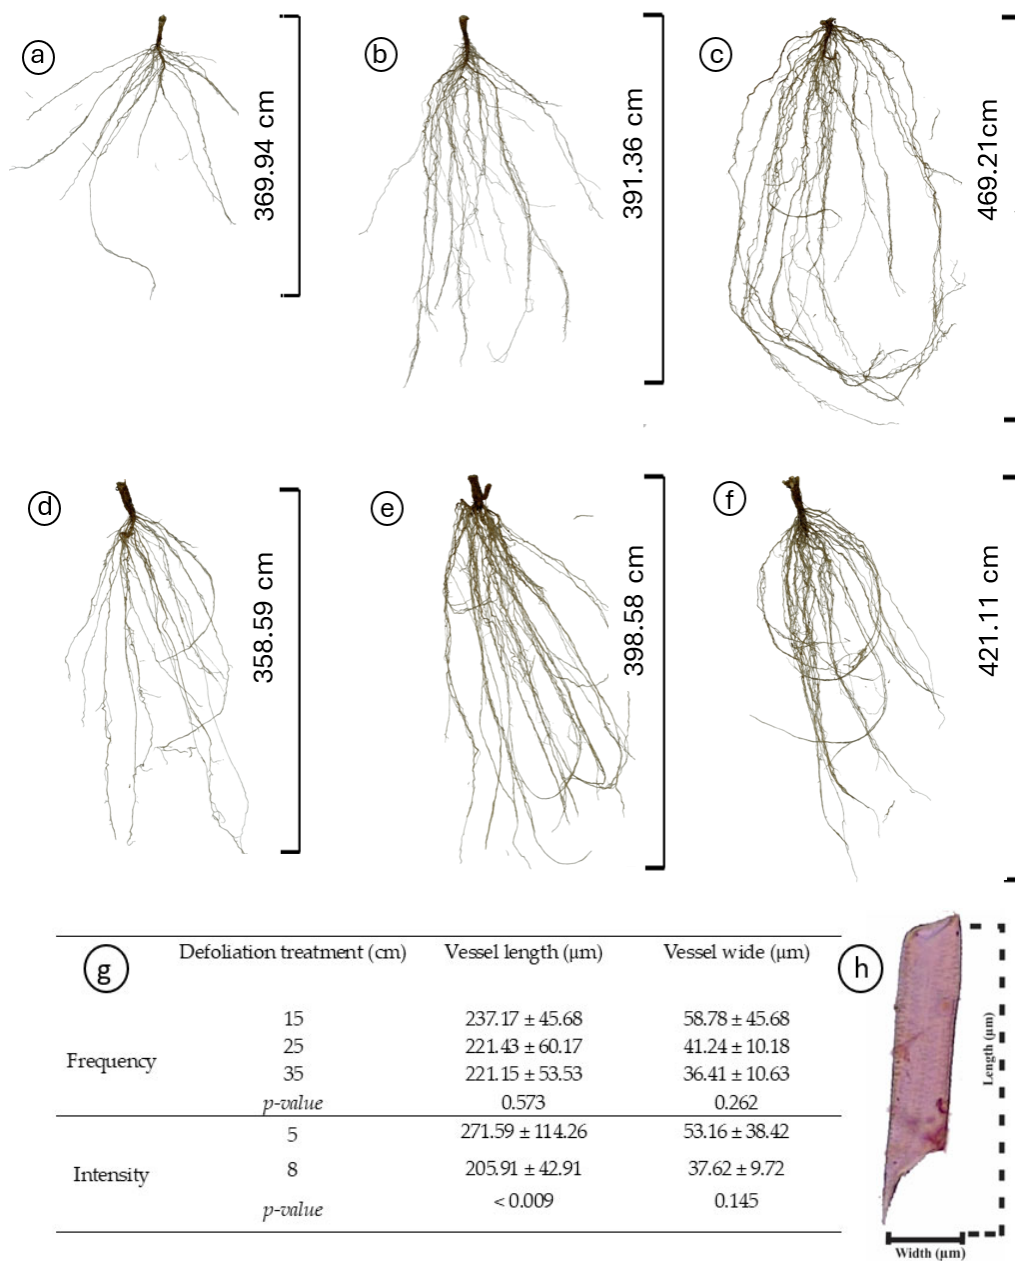 a
369.94 cm
b
391.36 cm
c
469.21cm
d
358.59 cm
e
398.58 cm
f
421.11 cm
g
Defoliation treatment (cm) Vessel length (µm) Vessel wide (µm)
Frequency
15 237.17 ± 45.68 58.78 ± 45.68
25 221.43 ± 60.17 41.24 ± 10.18
35 221.15 ± 53.53 36.41 ± 10.63
p-value 0.573 0.262
Intensity
5 271.59 ± 114.26 53.16 ± 38.42
8 205.91 ± 42.91 37.62 ± 9.72
p-value < 0.009 0.145
h
Length (µm)
Width (µm)